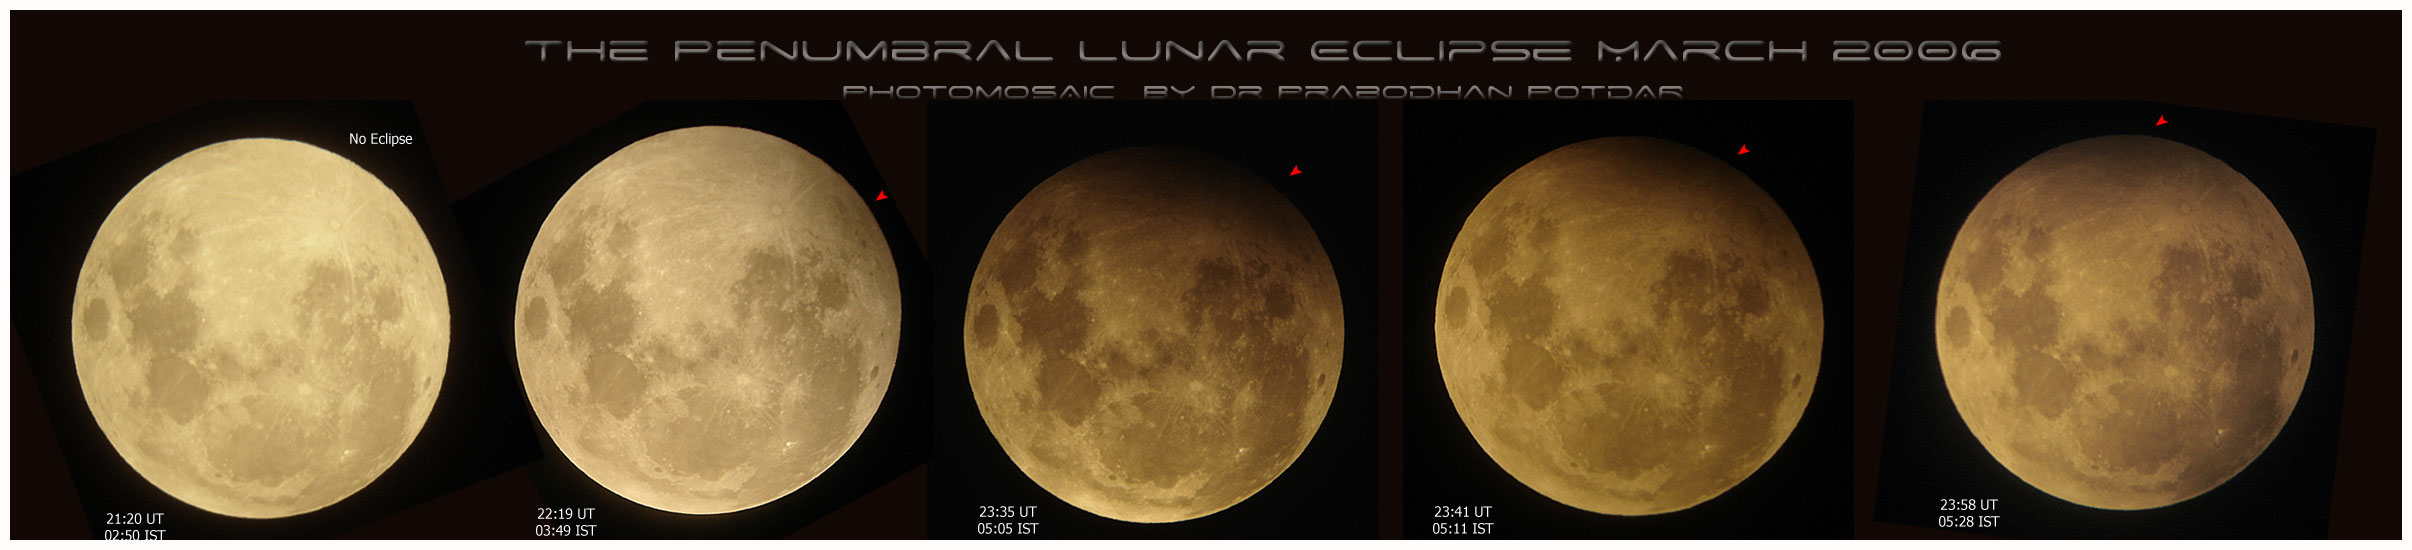 THE PENUMBRAL LUNAR ECLIPSE MARCH 2006
PHOTOMOSAIC BY DR PRABODHAN POTDAR
No Eclipse
21:20 UT
02:50 IST
22:19 UT
03:49 IST
23:35 UT
05:05 IST
23:41 UT
05:11 IST
23:58 UT
05:28 IST